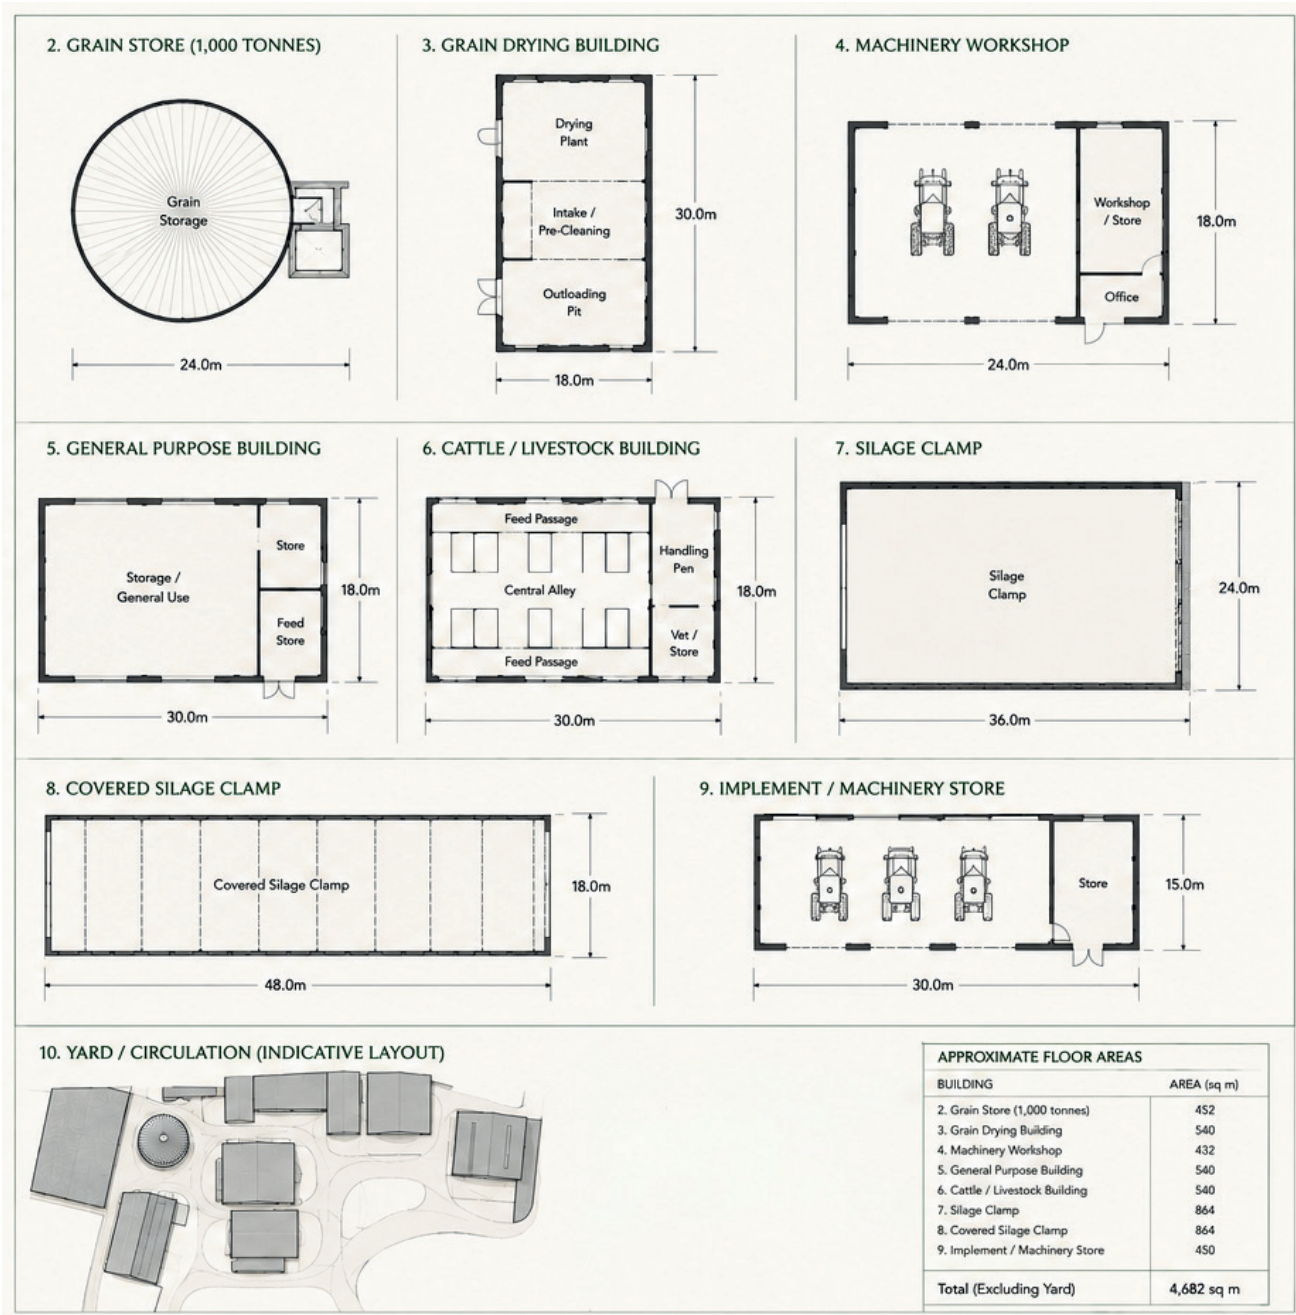 2. GRAIN STORE (1,000 TONNES)
Grain
Storage
24.0m
3. GRAIN DRYING BUILDING
Drying
Plant
Intake /
Pre-Cleaning
Outloading
Pit
30.0m
18.0m
4. MACHINERY WORKSHOP
Workshop
/ Store
Office
18.0m
24.0m
5. GENERAL PURPOSE BUILDING
Storage /
General Use
Store
Feed
Store
18.0m
30.0m
6. CATTLE / LIVESTOCK BUILDING
Feed Passage
Central Alley
Feed Passage
Handling
Pen
Vet /
Store
18.0m
30.0m
7. SILAGE CLAMP
Silage
Clamp
24.0m
36.0m
8. COVERED SILAGE CLAMP
Covered Silage Clamp
18.0m
48.0m
9. IMPLEMENT / MACHINERY STORE
Store
15.0m
30.0m
10. YARD / CIRCULATION (INDICATIVE LAYOUT)
APPROXIMATE FLOOR AREAS
BUILDING AREA (sq m)
2. Grain Store (1,000 tonnes) 452
3. Grain Drying Building 540
4. Machinery Workshop 432
5. General Purpose Building 540
6. Cattle / Livestock Building 540
7. Silage Clamp 864
8. Covered Silage Clamp 864
9. Implement / Machinery Store 450
Total (Excluding Yard) 4,682 sq m